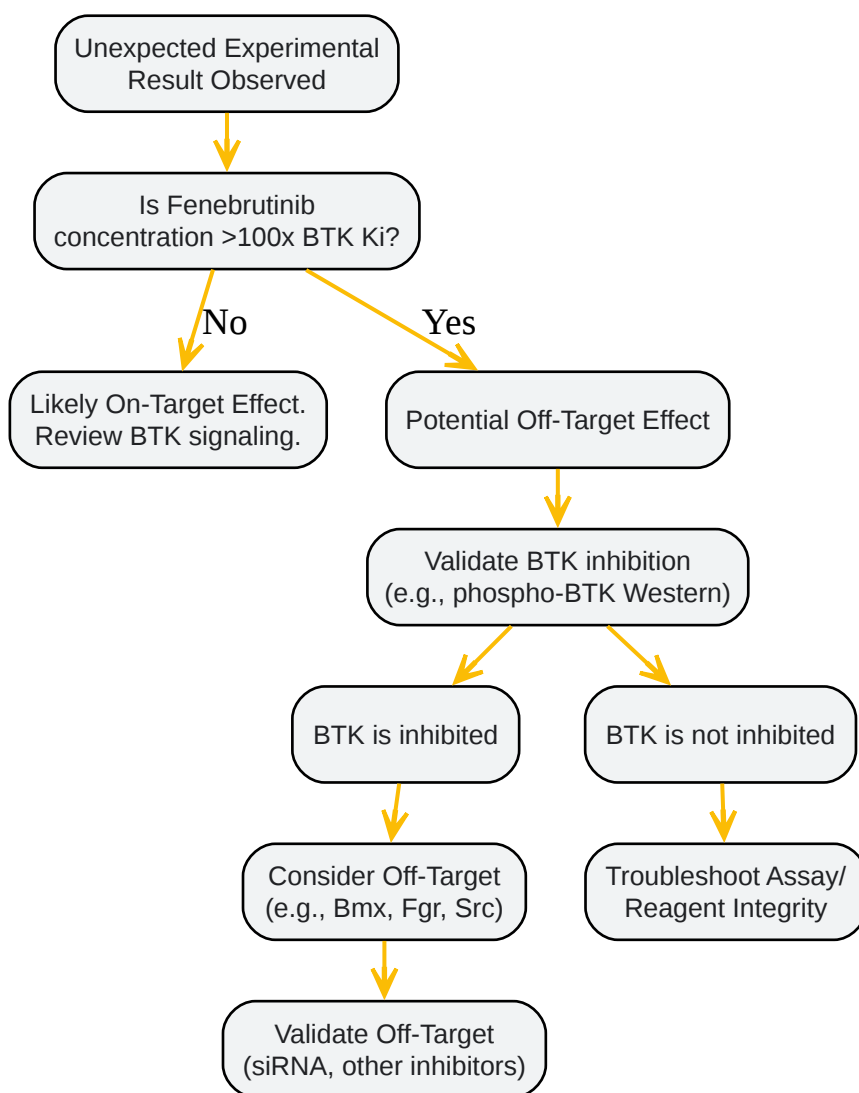 Unexpected Experimental
Result Observed
Is Fenebrutinib
concentration >100x BTK Ki?
No
Yes
Likely On-Target Effect.
Review BTK signaling.
Potential Off-Target Effect
Validate BTK inhibition
(e.g., phospho-BTK Western)
BTK is inhibited
BTK is not inhibited
Consider Off-Target
(e.g., Bmx, Fgr, Src)
Troubleshoot Assay/
Reagent Integrity
Validate Off-Target
(siRNA, other inhibitors)